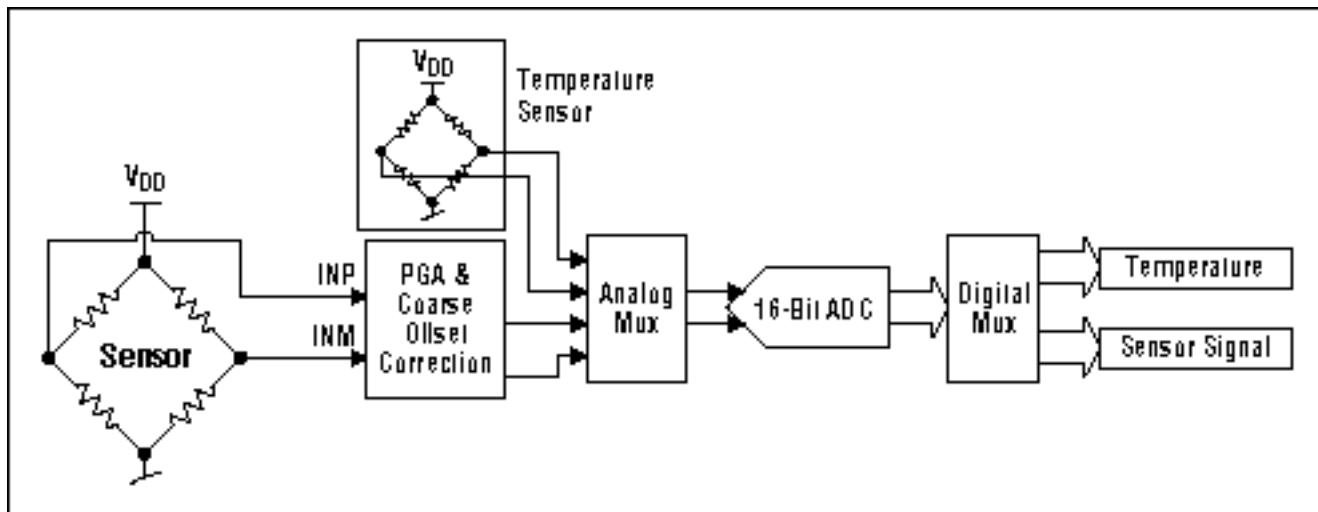 VDD
Temperature
Sensor
VDD
Sensor
INP
INM
PGA &
Coarse
Offset
Correction
Analog
Mux
16-Bit ADC
Digital
Mux
Temperature
Sensor Signal